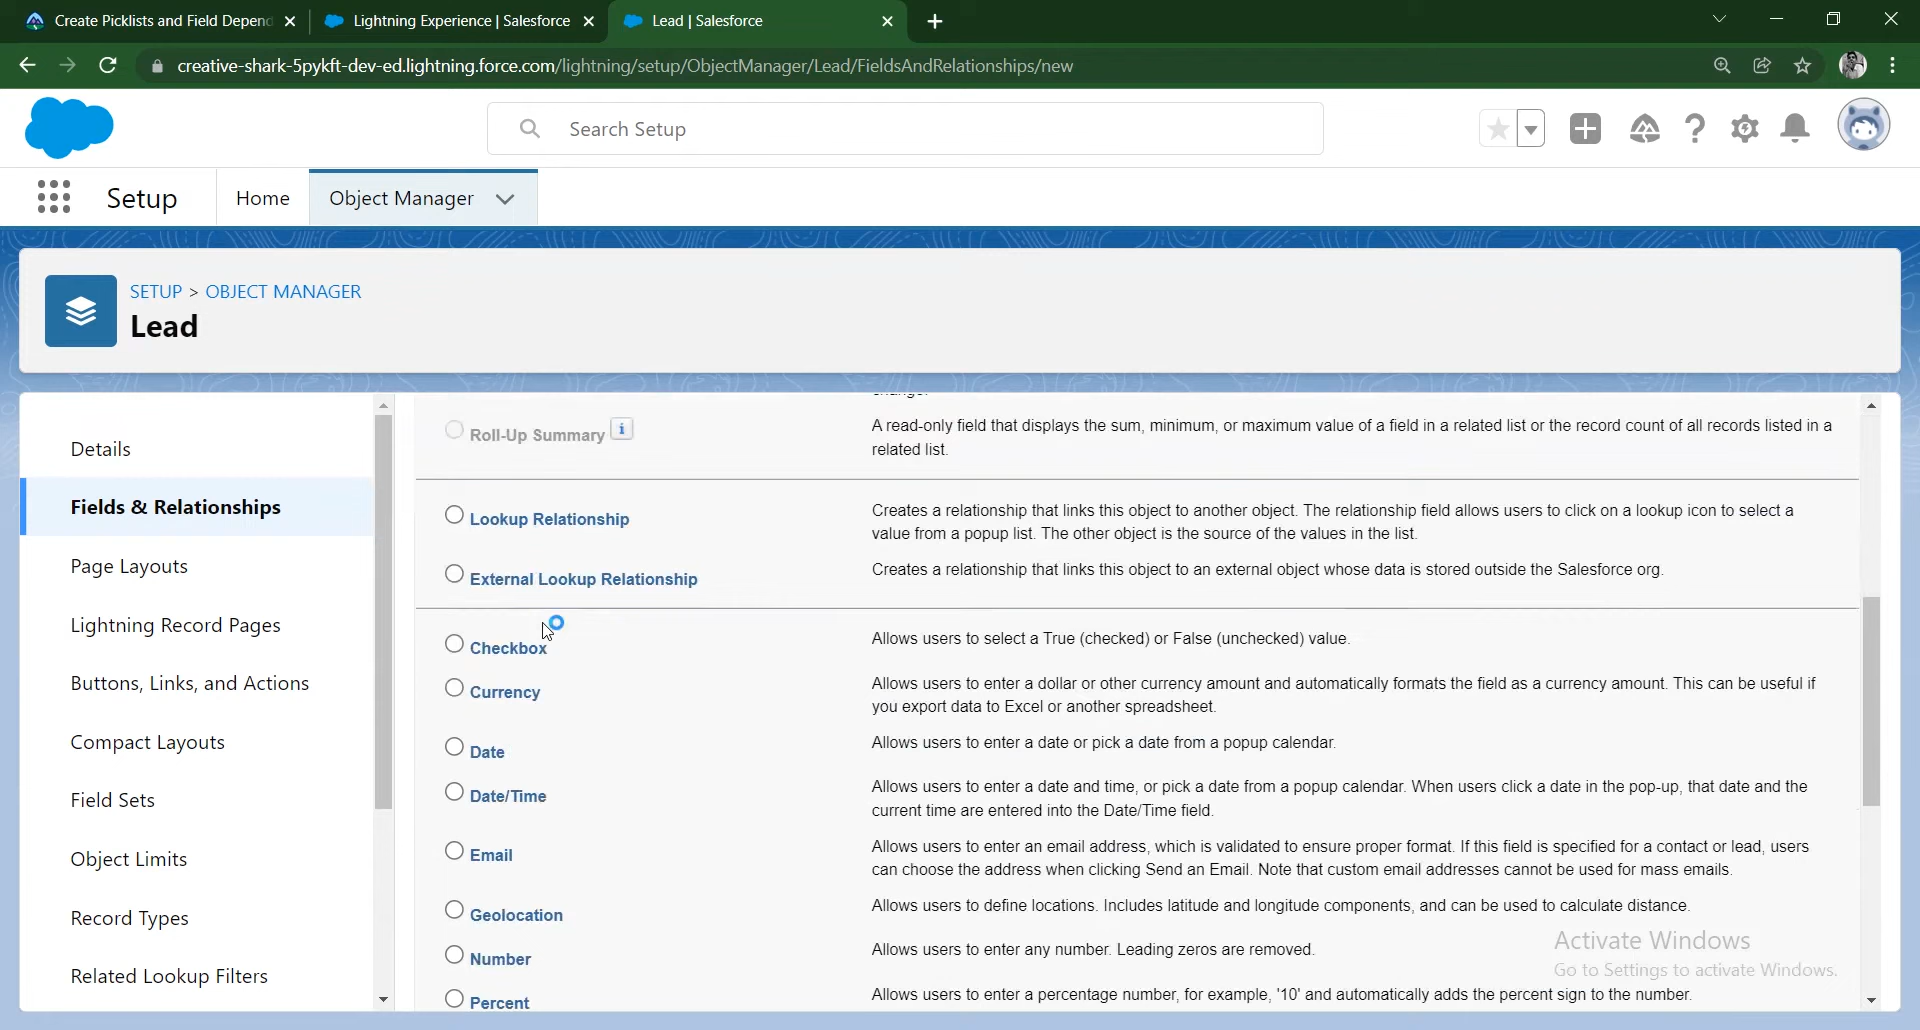 Create Picklists and Field Depend
Lightning Experience | Salesforce
Lead | Salesforce
creative-shark-5pykft-dev-ed.lightning.force.com/lightning/setup/ObjectManager/Lead/FieldsAndRelationships/new
Search Setup
Setup
Home
Object Manager
SETUP > OBJECT MANAGER
Lead
Details
Fields & Relationships
Page Layouts
Lightning Record Pages
Buttons, Links, and Actions
Compact Layouts
Field Sets
Object Limits
Record Types
Related Lookup Filters
Roll-Up Summary i
A read-only field that displays the sum, minimum, or maximum value of a field in a related list or the record count of all records listed in a
related list.
Lookup Relationship
Creates a relationship that links this object to another object. The relationship field allows users to click on a lookup icon to select a
value from a popup list. The other object is the source of the values in the list.
External Lookup Relationship
Creates a relationship that links this object to an external object whose data is stored outside the Salesforce org.
Checkbox
Allows users to select a True (checked) or False (unchecked) value.
Currency
Allows users to enter a dollar or other currency amount and automatically formats the field as a currency amount. This can be useful if
you export data to Excel or another spreadsheet.
Date
Allows users to enter a date or pick a date from a popup calendar.
Date/Time
Allows users to enter a date and time, or pick a date from a popup calendar. When users click a date in the pop-up, that date and the
current time are entered into the Date/Time field.
Email
Allows users to enter an email address, which is validated to ensure proper format. If this field is specified for a contact or lead, users
can choose the address when clicking Send an Email. Note that custom email addresses cannot be used for mass emails.
Geolocation
Allows users to define locations. Includes latitude and longitude components, and can be used to calculate distance.
Number
Allows users to enter any number. Leading zeros are removed.
Percent
Allows users to enter a percentage number, for example, '10' and automatically adds the percent sign to the number.
Activate Windows
Go to Settings to activate Windows.